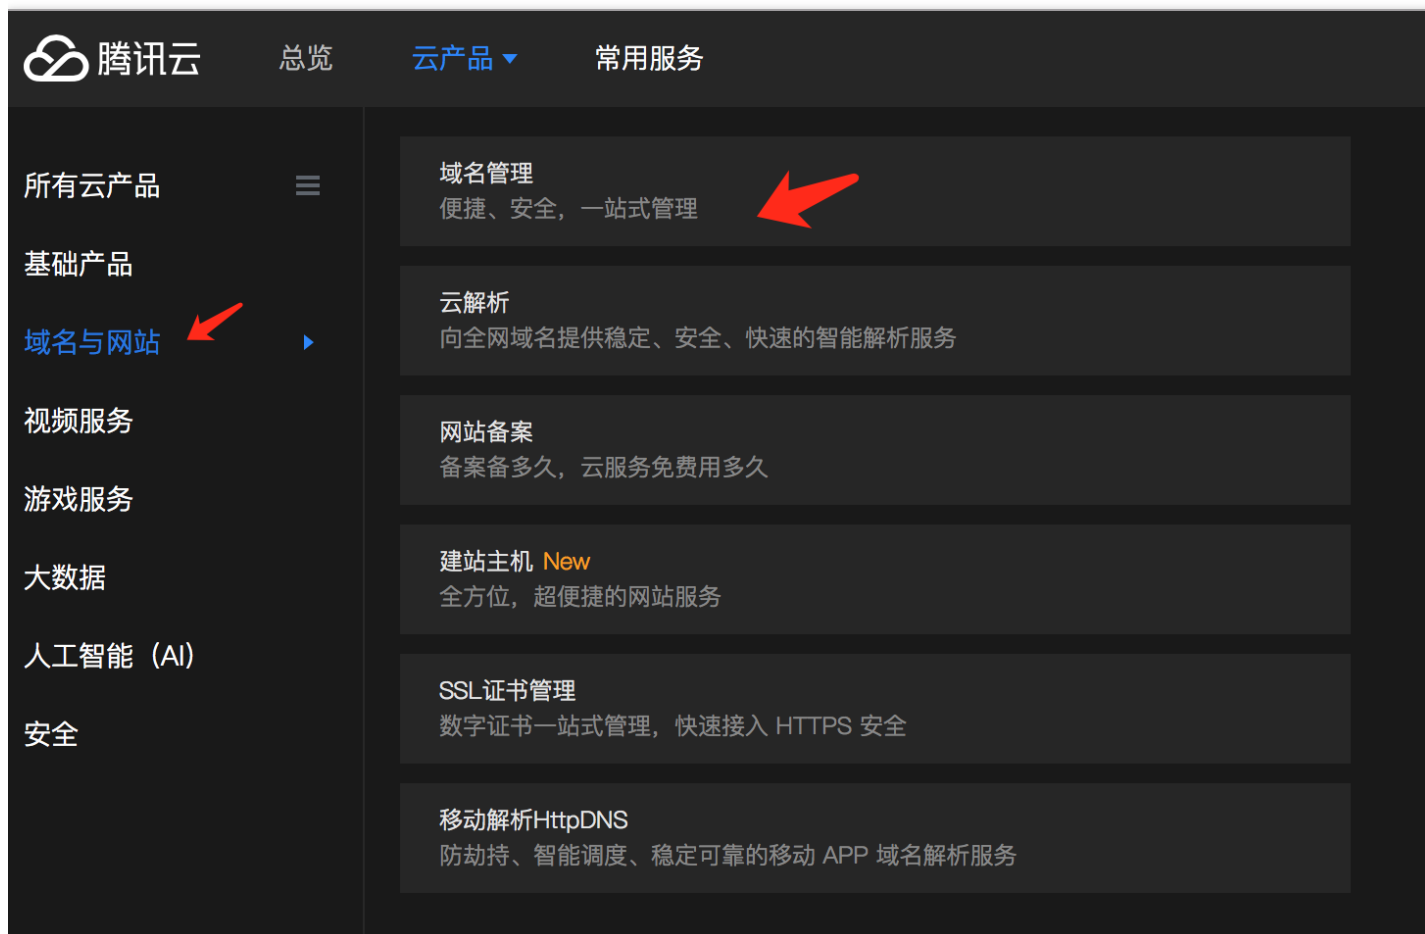 腾讯云
总览
云产品
常用服务
所有云产品
基础产品
域名与网站
视频服务
游戏服务
大数据
人工智能（AI）
安全
域名管理
便捷、安全，一站式管理
云解析
向全网域名提供稳定、安全、快速的智能解析服务
网站备案
备案备多久，云服务免费用多久
建站主机 New
全方位，超便捷的网站服务
SSL证书管理
数字证书一站式管理，快速接入 HTTPS 安全
移动解析HttpDNS
防劫持、智能调度、稳定可靠的移动 APP 域名解析服务